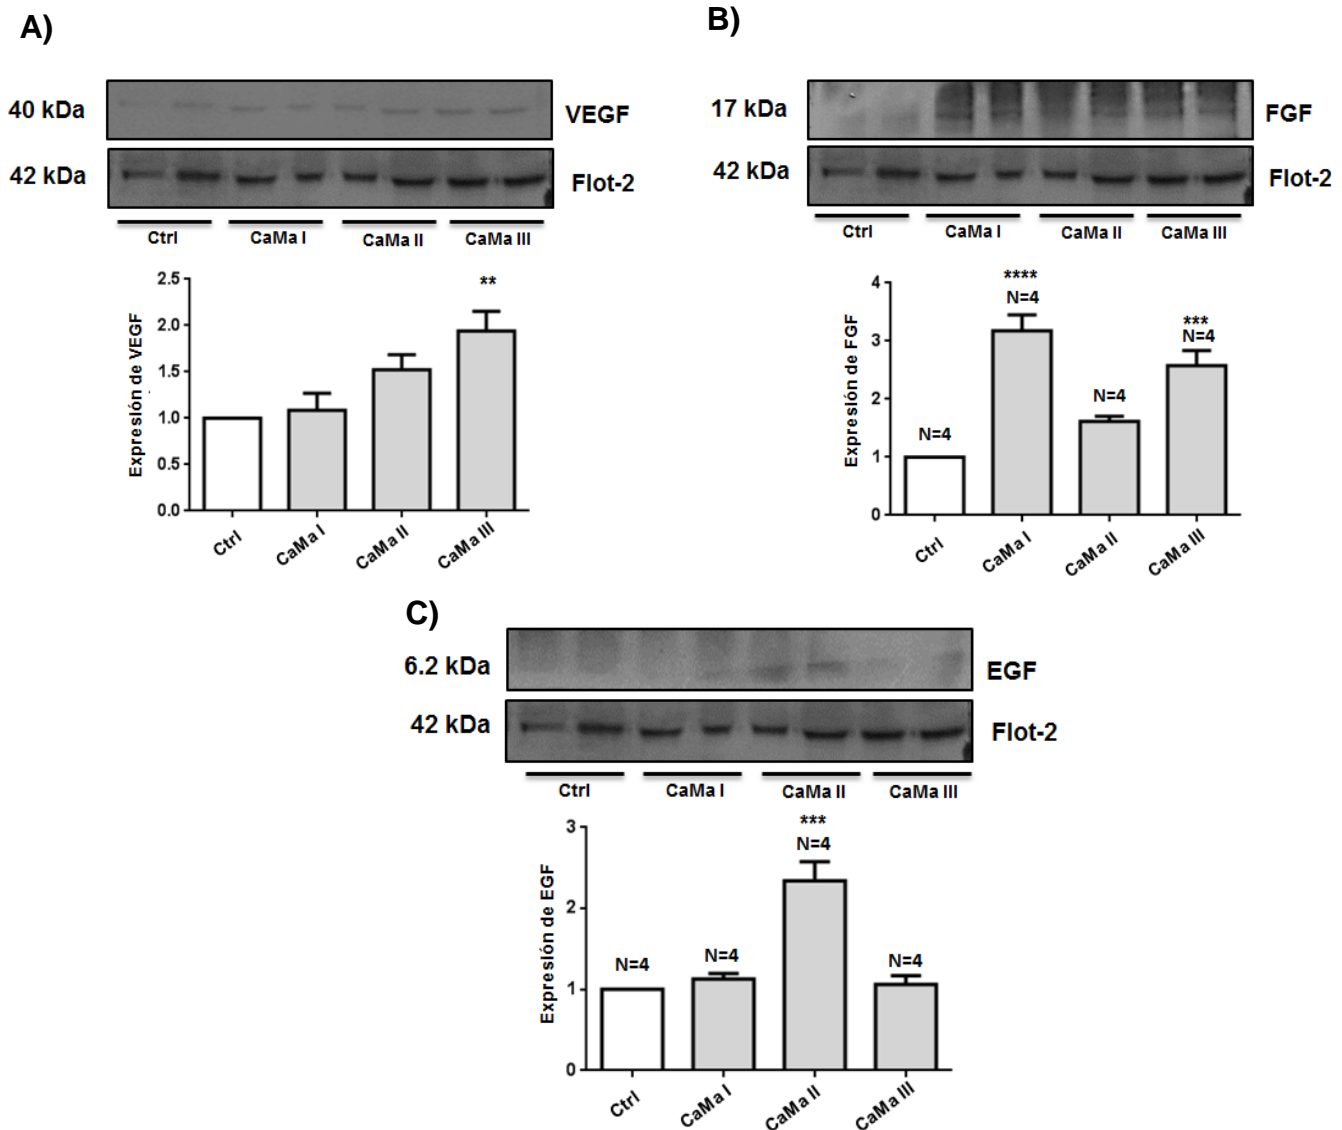 A)
40 kDa
VEGF
42 kDa
Flot-2
Ctrl CaMa I CaMa II CaMa III
Expresión de VEGF
2.5
2.0
1.5
1.0
0.5
0.0
**
Ctrl CaMa I CaMa II CaMa III
B)
17 kDa
FGF
42 kDa
Flot-2
Ctrl CaMa I CaMa II CaMa III
Expresión de FGF
4
3
2
1
0
N=4
****
N=4
N=4
***
N=4
Ctrl CaMa I CaMa II CaMa III
C)
6.2 kDa
EGF
42 kDa
Flot-2
Ctrl CaMa I CaMa II CaMa III
Expresión de EGF
3
2
1
0
N=4
N=4
***
N=4
N=4
Ctrl CaMa I CaMa II CaMa III